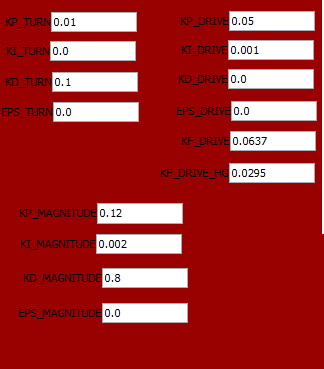 KP_TURN 0.01
KP_DRIVE 0.05
KI_TURN 0.0
KI_DRIVE 0.001
KD_TURN 0.1
KD_DRIVE 0.0
EPS_TURN 0.0
EPS_DRIVE 0.0
KF_DRIVE 0.0637
KF_DRIVE_HG 0.0295
KP_MAGNITUDE 0.12
KI_MAGNITUDE 0.002
KD_MAGNITUDE 0.8
EPS_MAGNITUDE 0.0